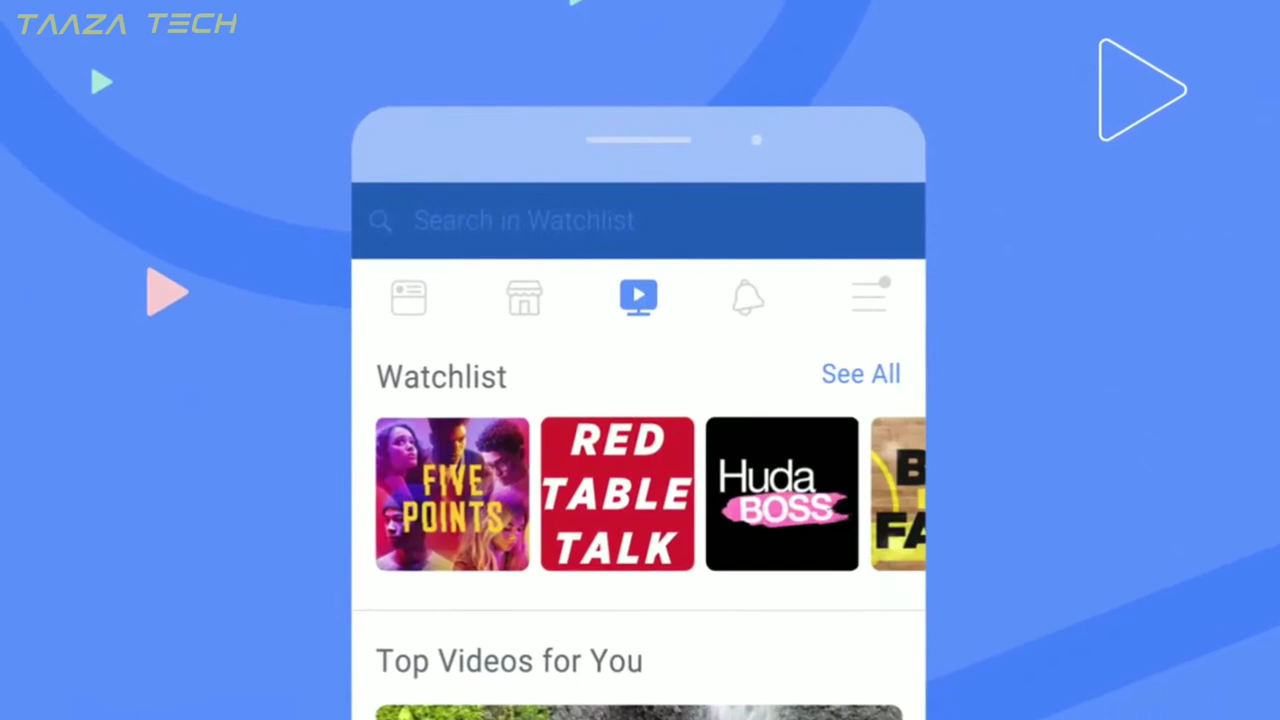 TAAZA TECH
Search in Watchlist
Watchlist
See All
FIVE
POINTS
RED
TABLE
TALK
Huda
BOSS
Top Videos for You